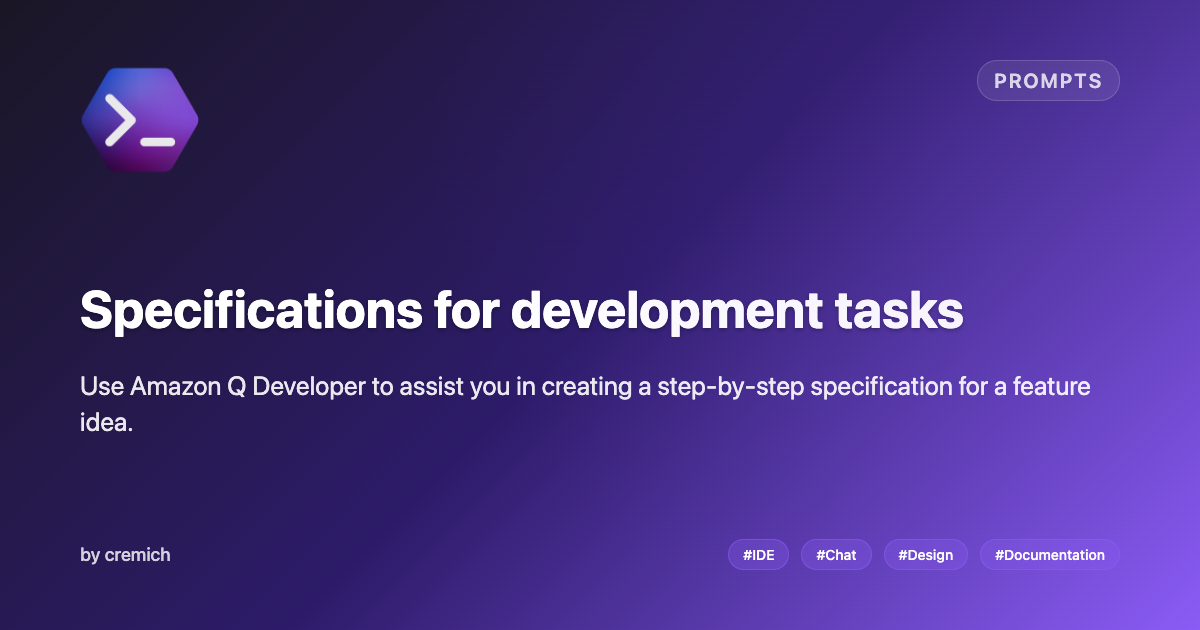 PROMPTS
Specifications for development tasks
Use Amazon Q Developer to assist you in creating a step-by-step specification for a feature
idea.
by cremich
#IDE
#Chat
#Design
#Documentation